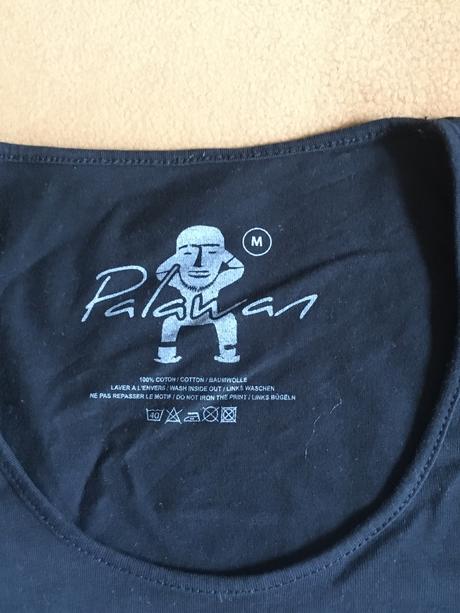 M
Palawan
100% COTON / COTTON / BAUMWOLLE
LAVER A L'ENVERS / WASH INSIDE OUT / LINKS WASCHEN
NE PAS REPASSER LE MOTIF / DO NOT IRON THE PRINT / LINKS BÜGELN
40